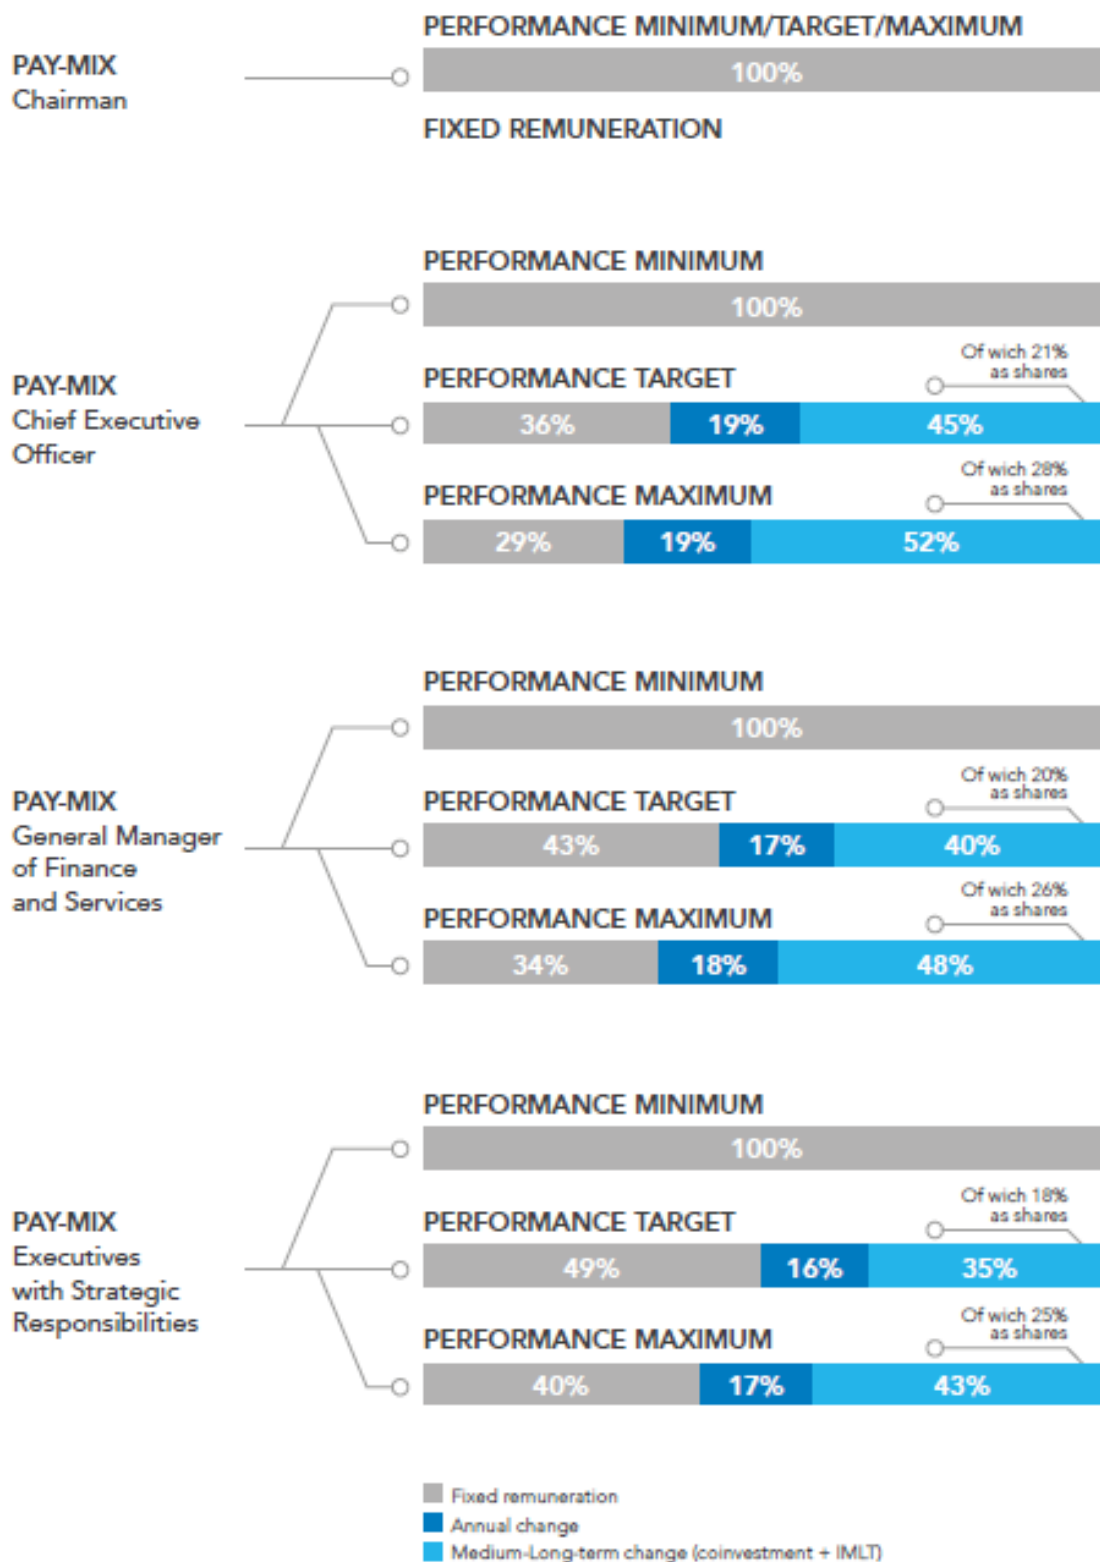 PERFORMANCE MINIMUM/TARGET/MAXIMUM
PAY-MIX
Chairman
100%
FIXED REMUNERATION
PERFORMANCE MINIMUM
100%
PAY-MIX
Chief Executive
Officer
Of wich 21%
as shares
PERFORMANCE TARGET
36% 19% 45%
Of wich 28%
as shares
PERFORMANCE MAXIMUM
29% 19% 52%
PERFORMANCE MINIMUM
100%
PAY-MIX
General Manager
of Finance
and Services
Of wich 20%
as shares
PERFORMANCE TARGET
43% 17% 40%
Of wich 26%
as shares
PERFORMANCE MAXIMUM
34% 18% 48%
PERFORMANCE MINIMUM
100%
PAY-MIX
Executives
with Strategic
Responsibilities
Of wich 18%
as shares
PERFORMANCE TARGET
49% 16% 35%
Of wich 25%
as shares
PERFORMANCE MAXIMUM
40% 17% 43%
Fixed remuneration
Annual change
Medium-Long-term change (coinvestment + IMLT)